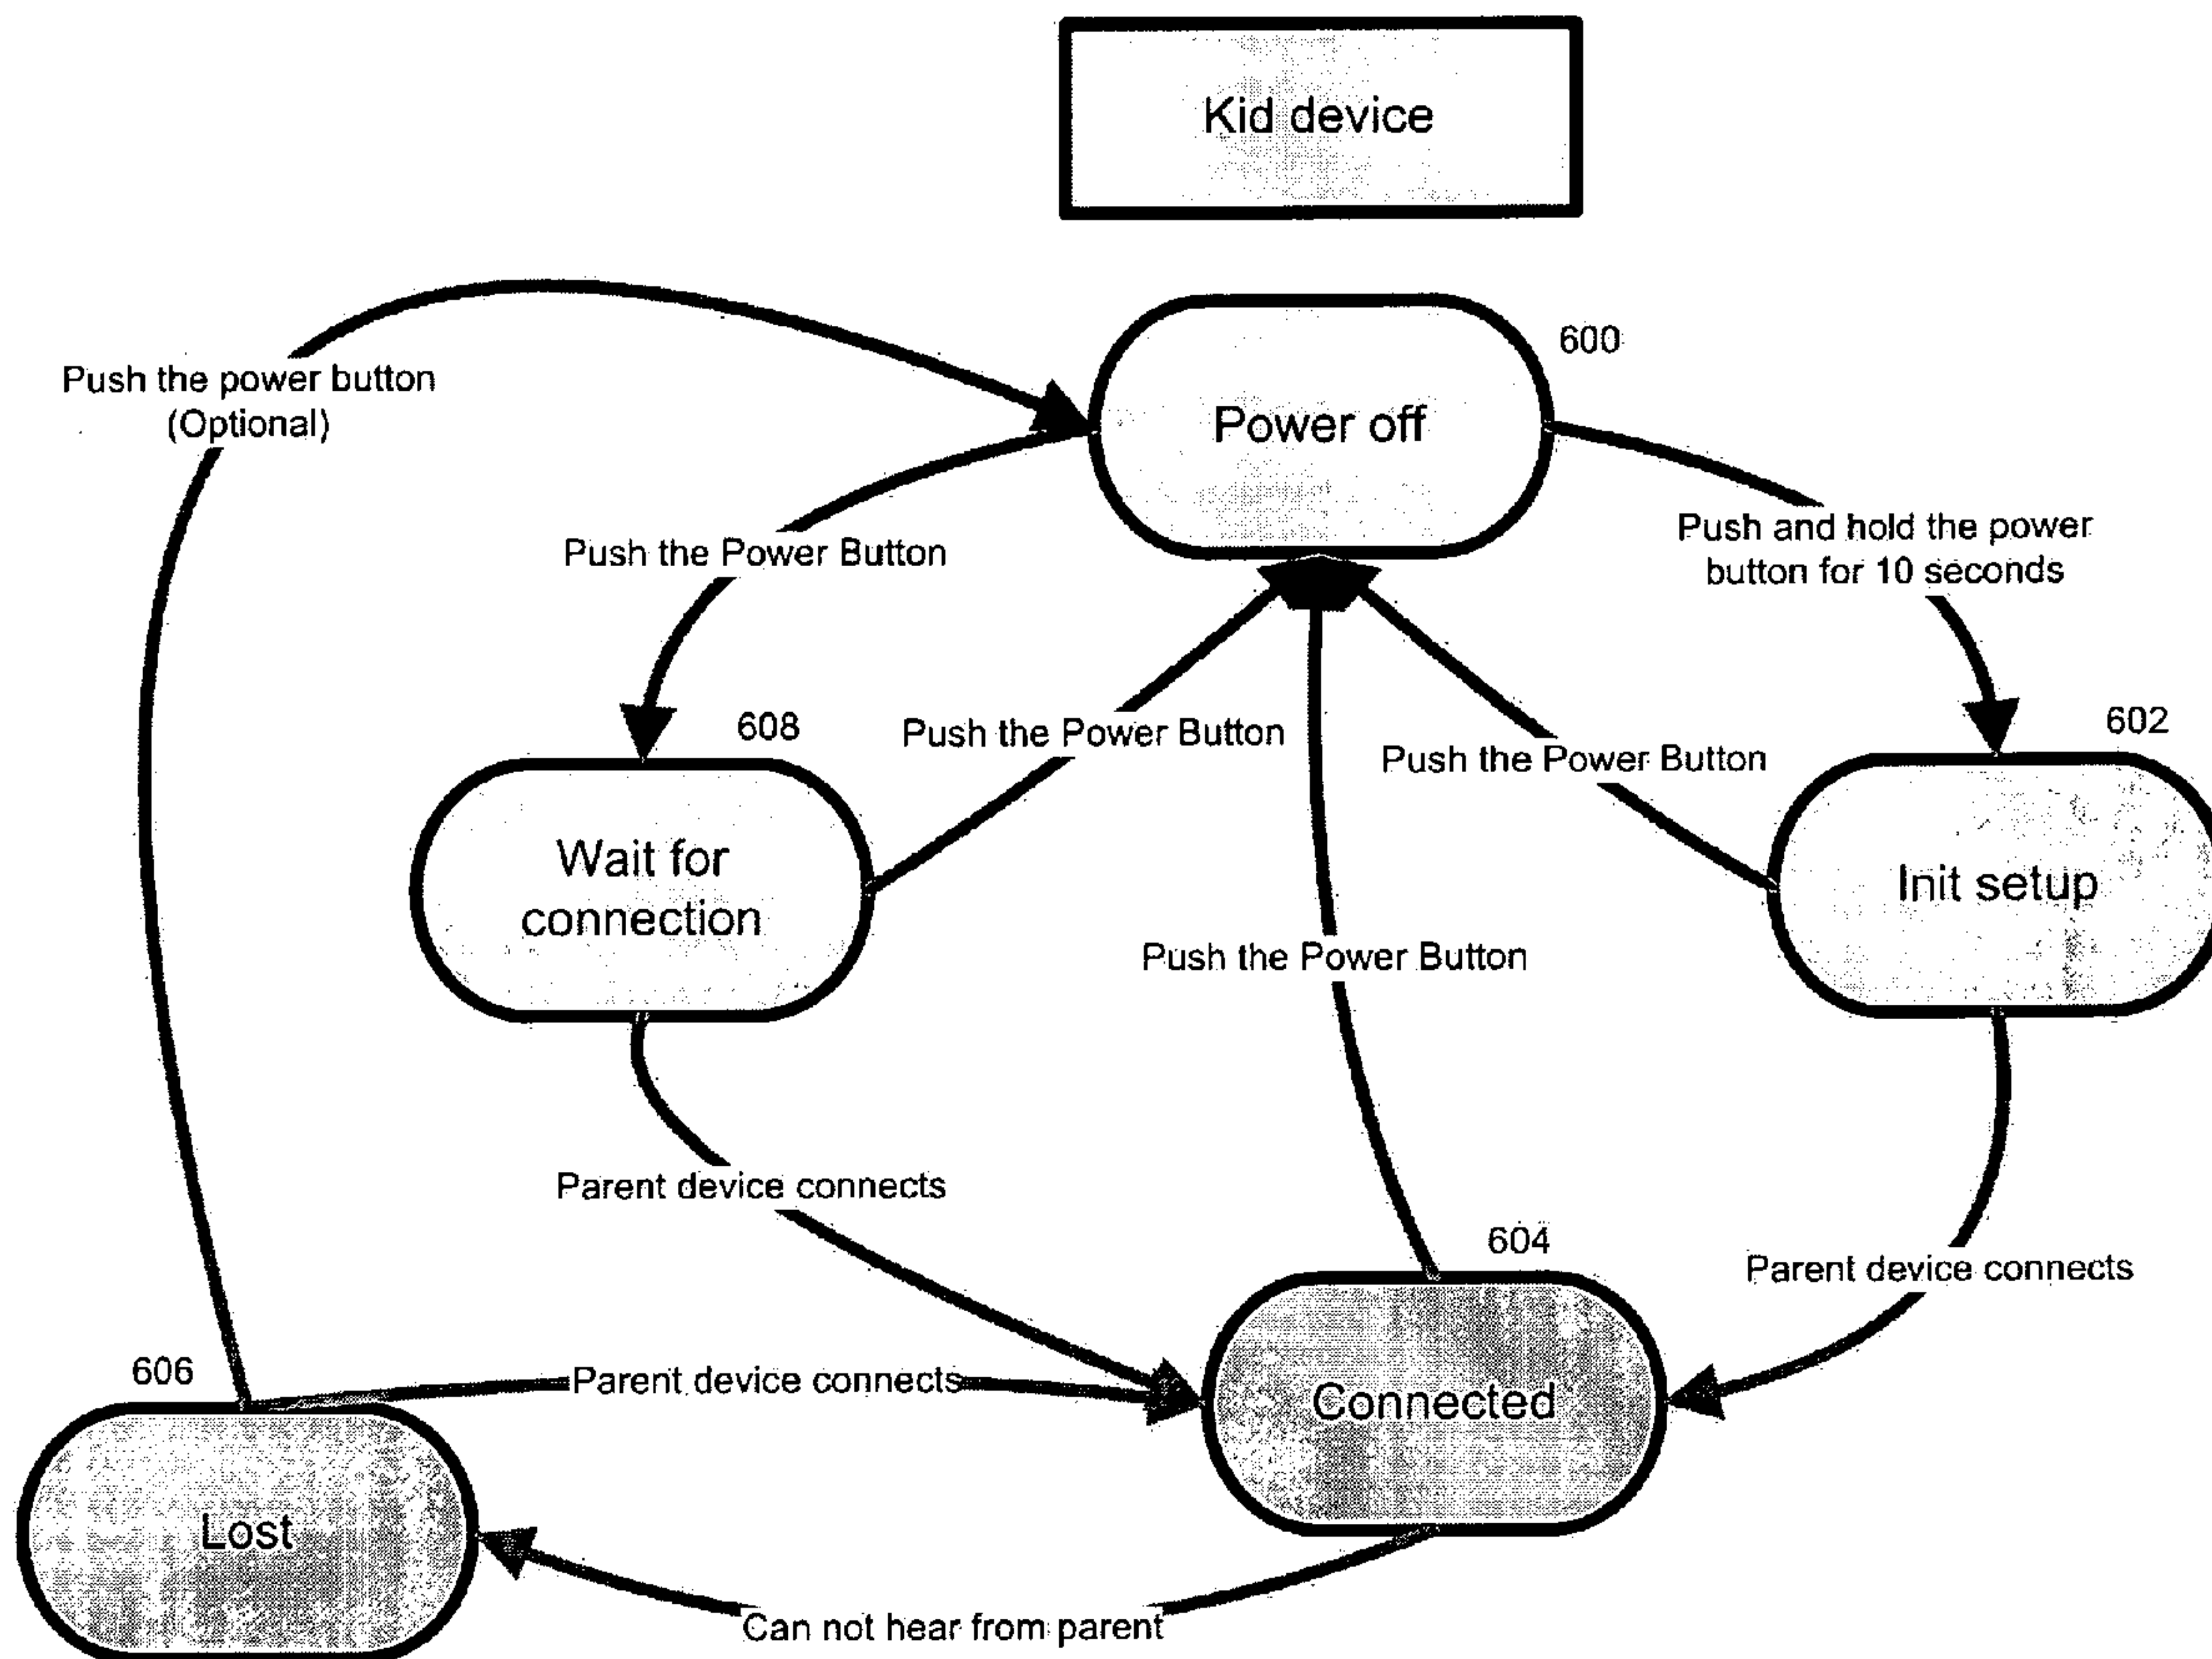 Kid device
600
Push the power button
(Optional)
Power off
Push and hold the power
button for 10 seconds
Push the Power Button
608
602
Push the Power Button
Push the Power Button
Wait for
connection
Init setup
Push the Power Button
Parent device connects
604
Parent device connects
606
Parent device connects
Connected
Lost
Can not hear from parent